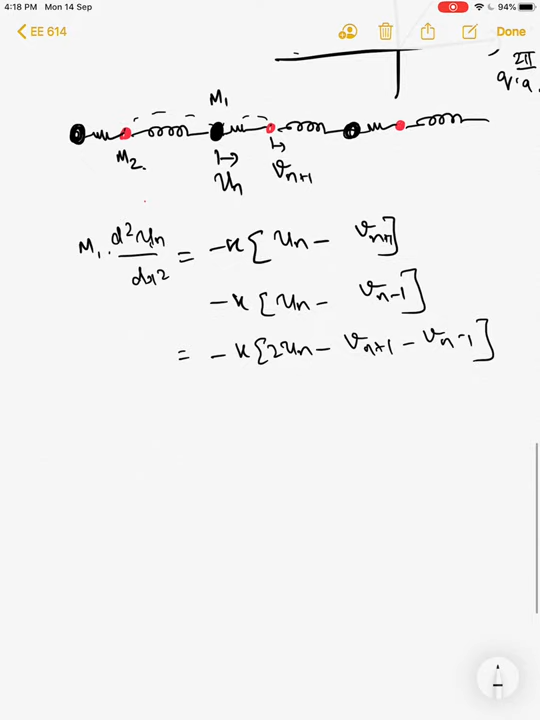 4:18 PM Mon 14 Sep 94%
EE 614 Done
2π
q·a
M₁
M₂
uₙ vₙ₊₁
M₁ · d²uₙ/dx² = -k[uₙ - vₙ₊₁]
-k[uₙ - vₙ₋₁]
= -k[2uₙ - vₙ₊₁ - vₙ₋₁]